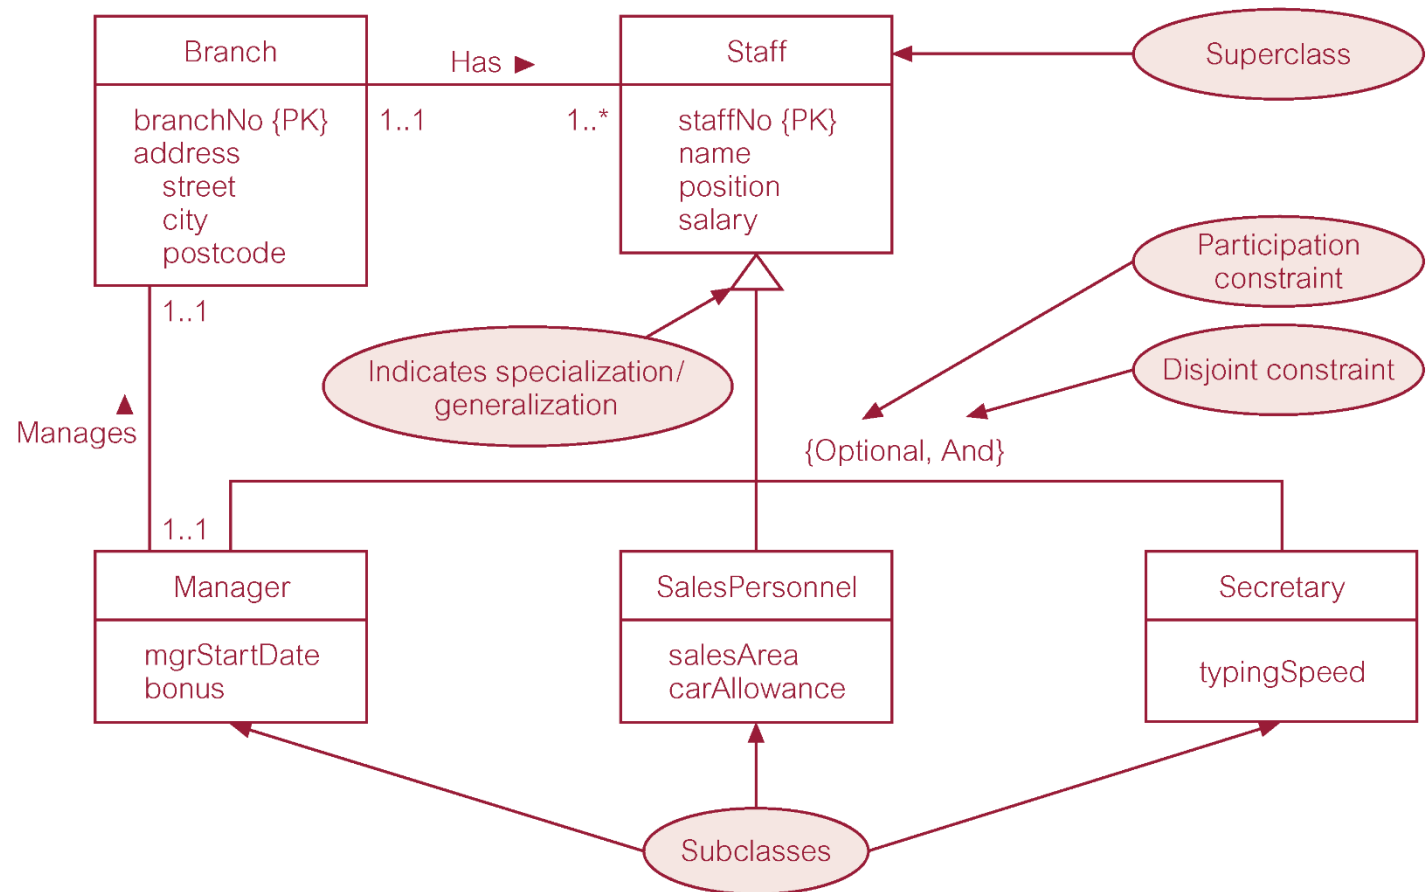 Branch
Has ►
Staff
Superclass
branchNo {PK}
address
street
city
postcode
1..1
1..*
staffNo {PK}
name
position
salary
Participation
constraint
1..1
Indicates specialization/
generalization
Disjoint constraint
▲
Manages
{Optional, And}
1..1
Manager
mgrStartDate
bonus
SalesPersonnel
salesArea
carAllowance
Secretary
typingSpeed
Subclasses